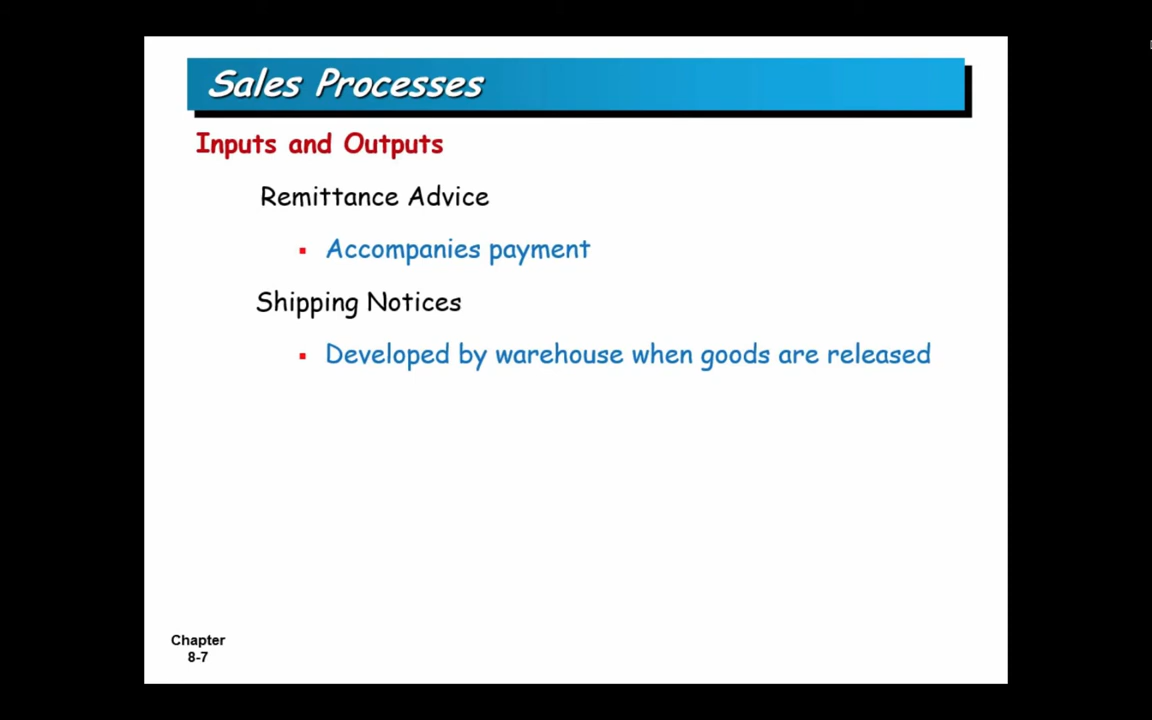 Sales Processes
Inputs and Outputs
Remittance Advice
Accompanies payment
Shipping Notices
Developed by warehouse when goods are released
Chapter
8-7